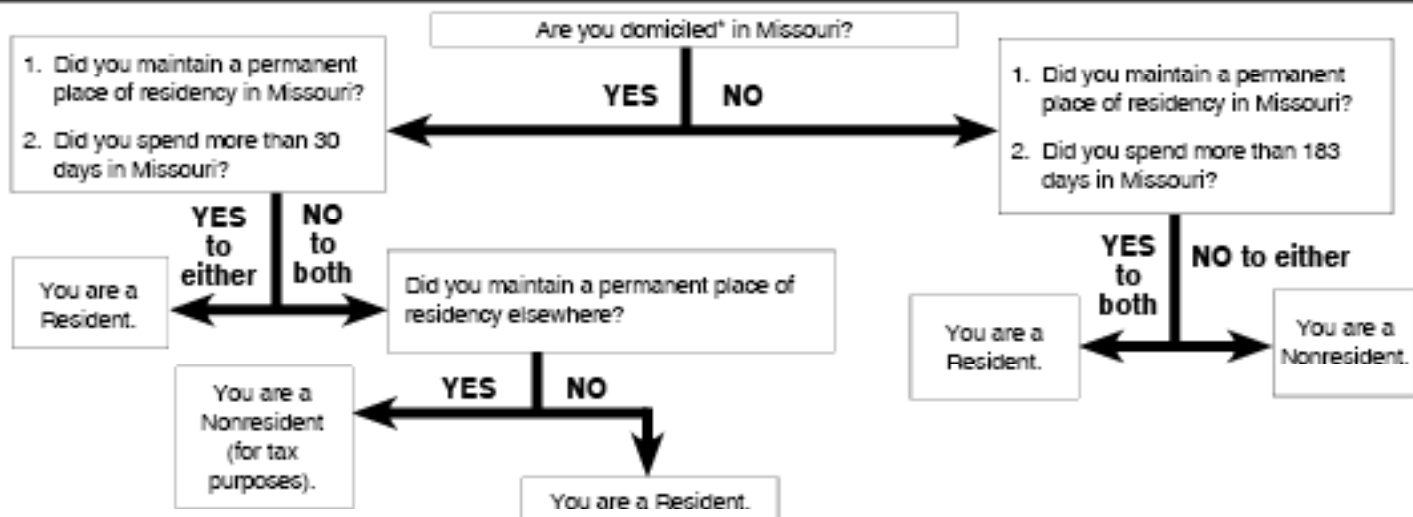 Are you domiciled* in Missouri?
YES
NO
1. Did you maintain a permanent
place of residency in Missouri?
2. Did you spend more than 30
days in Missouri?
1. Did you maintain a permanent
place of residency in Missouri?
2. Did you spend more than 183
days in Missouri?
YES
to
either
NO
to
both
You are a
Resident.
Did you maintain a permanent place of
residency elsewhere?
YES
NO
You are a
Nonresident
(for tax
purposes).
You are a Resident.
YES
to
both
NO to either
You are a
Resident.
You are a
Nonresident.